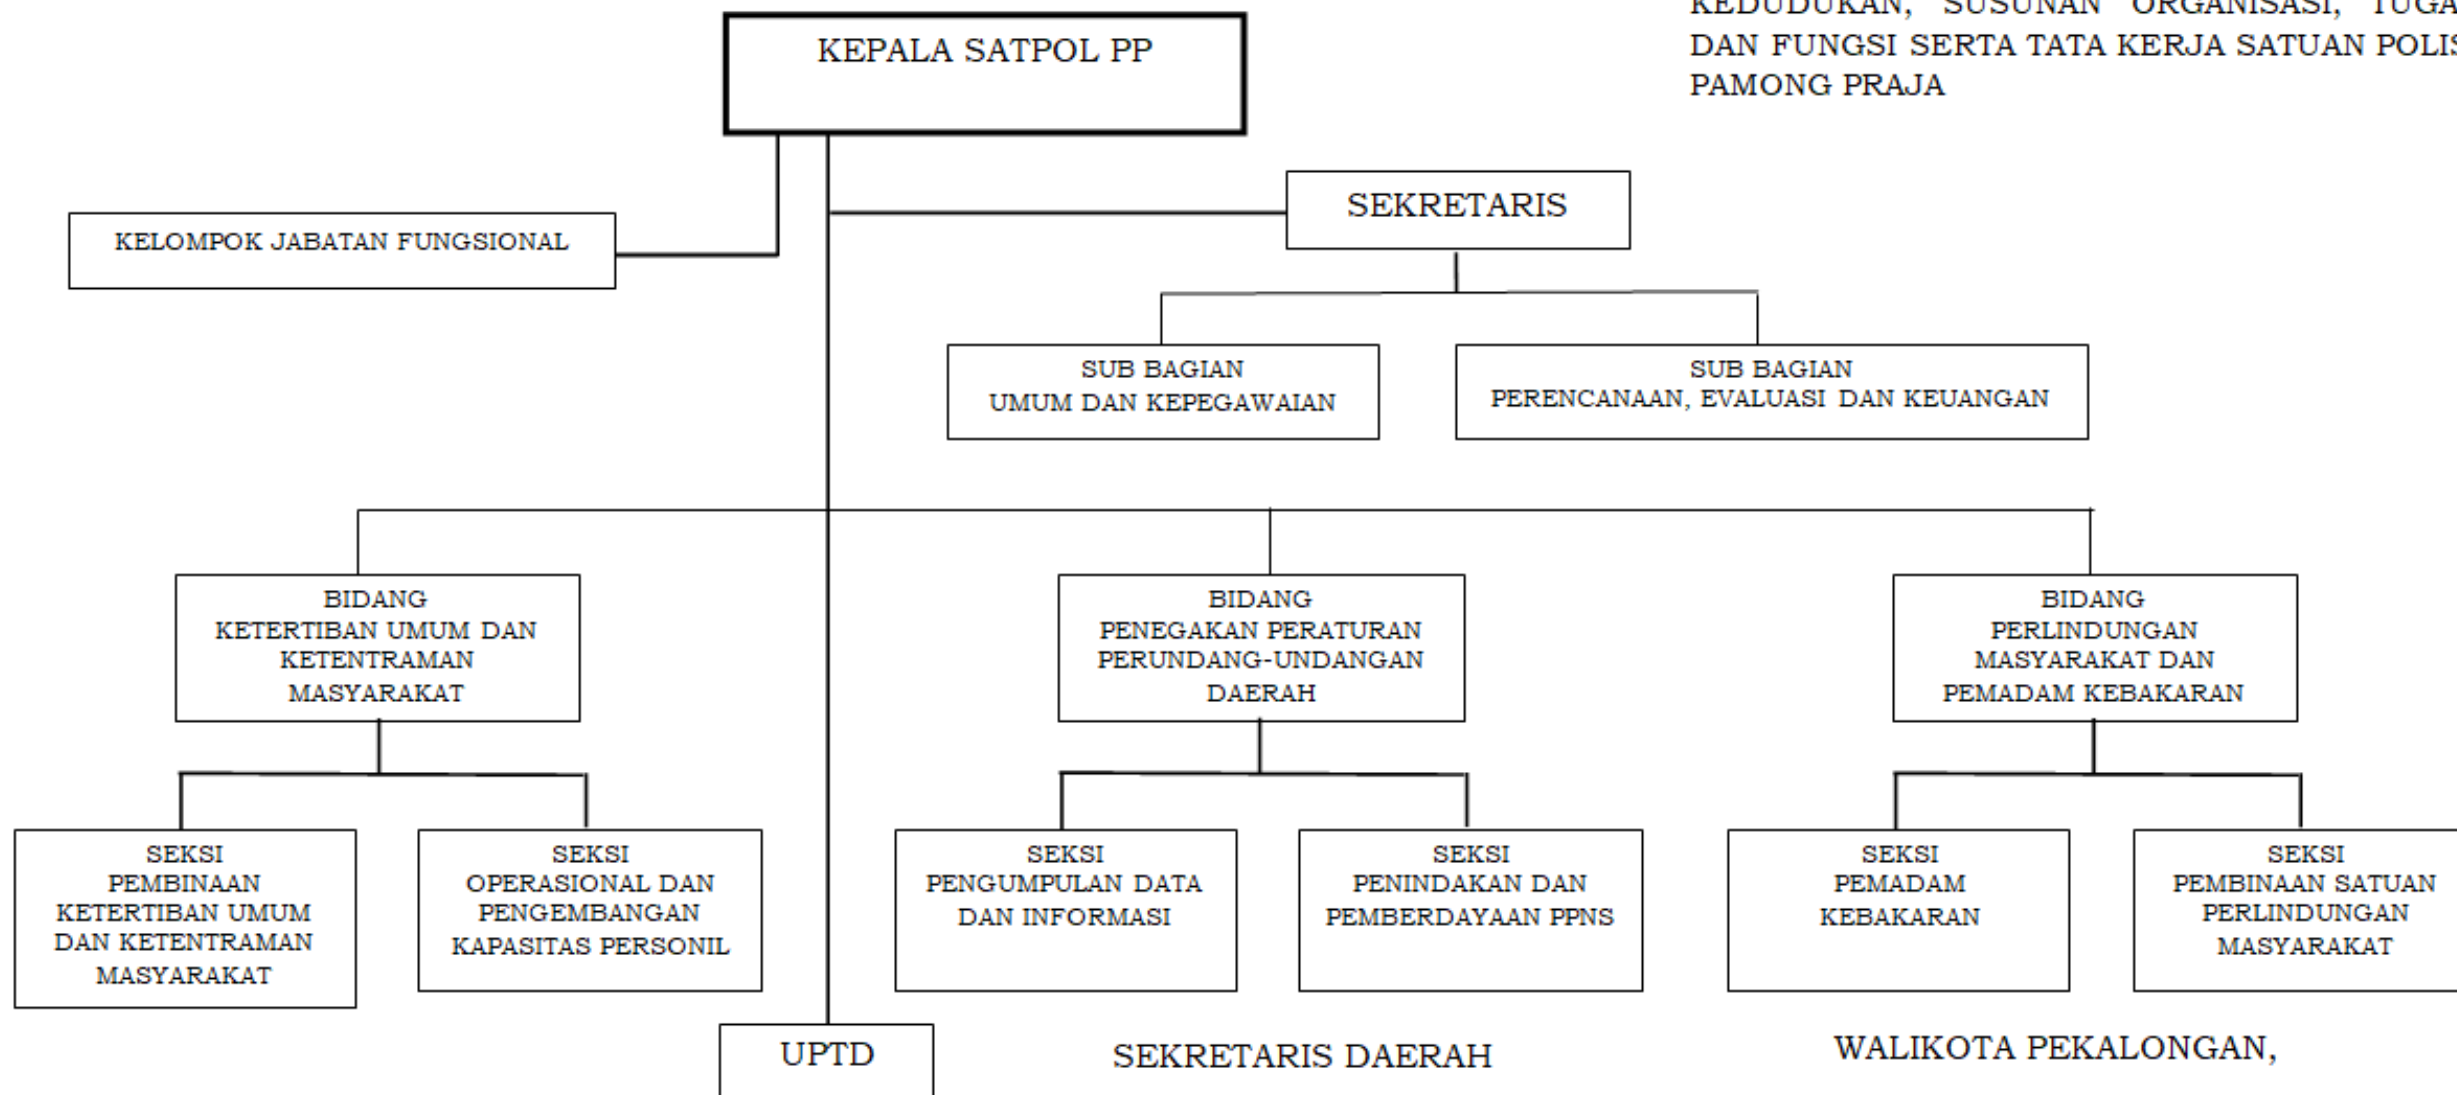 KEDUDUKAN, SUSUNAN ORGANISASI,
DAN FUNGSI SERTA TATA KERJA SATUAN
PAMONG PRAJA
KEPALA SATPOL PP
SEKRETARIS
KELOMPOK JABATAN FUNGSIONAL
SUB BAGIAN
UMUM DAN KEPEGAWAIAN
SUB BAGIAN
PERENCANAAN, EVALUASI DAN KEUANGAN
BIDANG
KETERTIBAN UMUM DAN
KETENTRAMAN
MASYARAKAT
BIDANG
PENEGAKAN PERATURAN
PERUNDANG-UNDANGAN
DAERAH
BIDANG
PERLINDUNGAN
MASYARAKAT DAN
PEMADAM KEBAKARAN
SEKSI
PEMBINAAN
KETERTIBAN UMUM
DAN KETENTRAMAN
MASYARAKAT
SEKSI
OPERASIONAL DAN
PENGEMBANGAN
KAPASITAS PERSONIL
SEKSI
PENGUMPULAN DATA
DAN INFORMASI
SEKSI
PENINDAKAN DAN
PEMBERDAYAAN PPNS
SEKSI
PEMADAM
KEBAKARAN
SEKSI
PEMBINAAN SATUAN
PERLINDUNGAN
MASYARAKAT
UPTD
SEKRETARIS DAERAH
WALIKOTA PEKALONGAN,